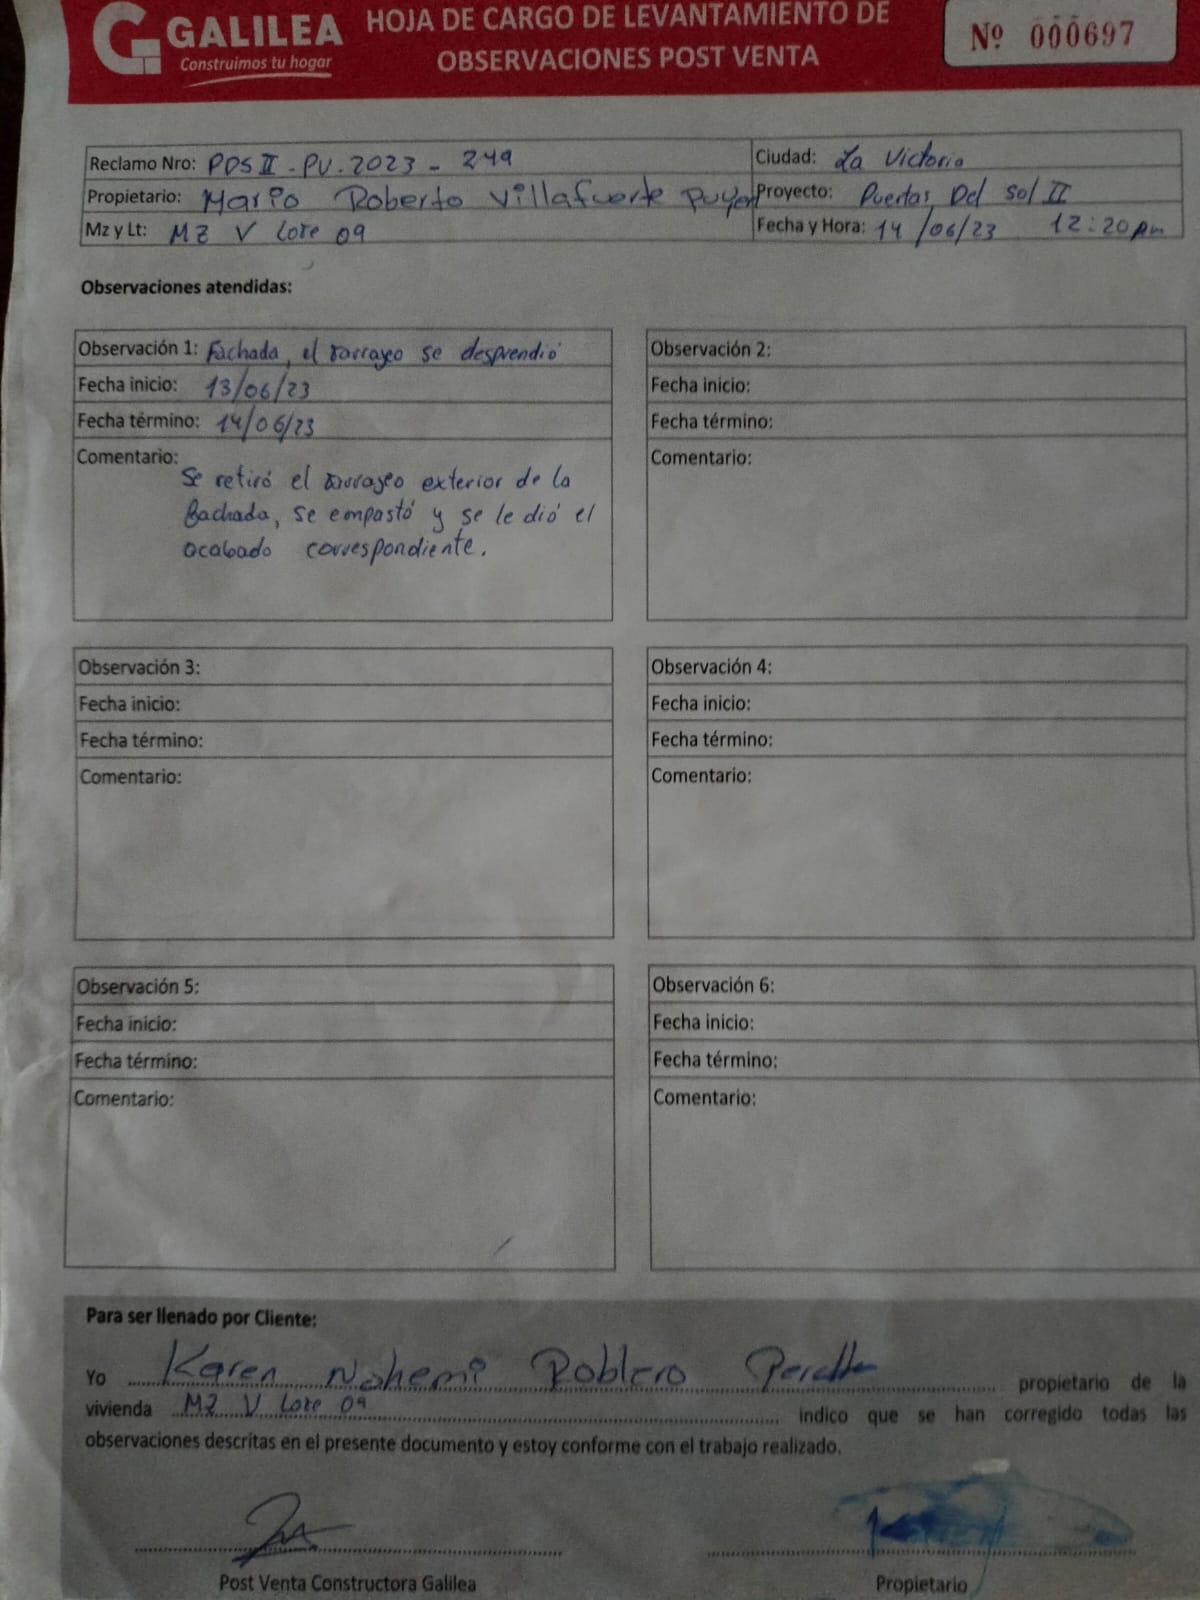 GALILEA
Construimos tu hogar
HOJA DE CARGO DE LEVANTAMIENTO DE
OBSERVACIONES POST VENTA
Nº 000697
Reclamo Nro: PDS II - PV. 2023 - 249
Ciudad: La Victoria
Propietario: Mario Roberto Villafuerte Puyen
Proyecto: Puertas Del Sol II
Mz y Lt: MZ V Lote 09
Fecha y Hora: 14/06/23 12:20 pm
Observaciones atendidas:
Observación 1: Fachada, el tarrajeo se desprendió
Fecha inicio: 13/06/23
Fecha término: 14/06/23
Comentario:
Se retiró el tarrajeo exterior de la
fachada, se empastó y se le dió el
acabado correspondiente.
Observación 2:
Fecha inicio:
Fecha término:
Comentario:
Observación 3:
Fecha inicio:
Fecha término:
Comentario:
Observación 4:
Fecha inicio:
Fecha término:
Comentario:
Observación 5:
Fecha inicio:
Fecha término:
Comentario:
Observación 6:
Fecha inicio:
Fecha término:
Comentario:
Para ser llenado por Cliente:
Yo Karen Nohemi Roblero Peralta propietario de la
vivienda MZ V Lote 09 indico que se han corregido todas las
observaciones descritas en el presente documento y estoy conforme con el trabajo realizado.
Post Venta Constructora Galilea
Propietario